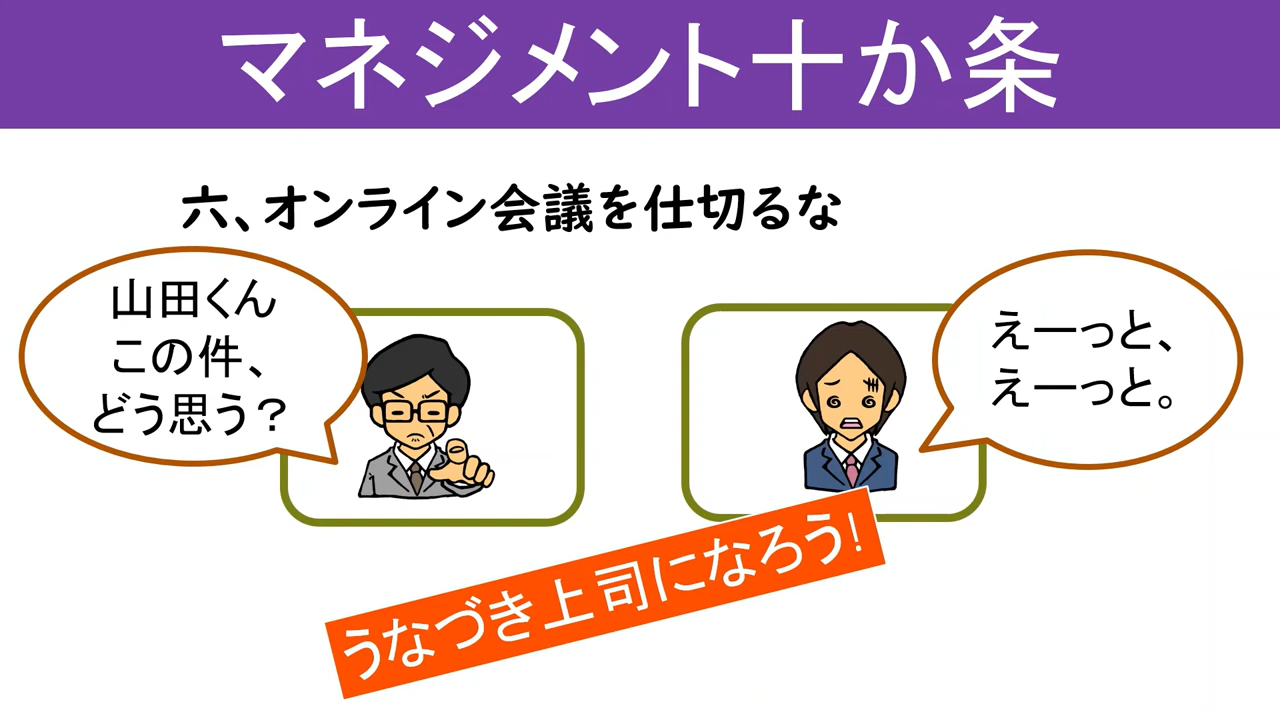 マネジメント十か条
六、オンライン会議を仕切るな
山田くん
この件、
どう思う？
えーっと、
えーっと。
うなづき上司になろう!